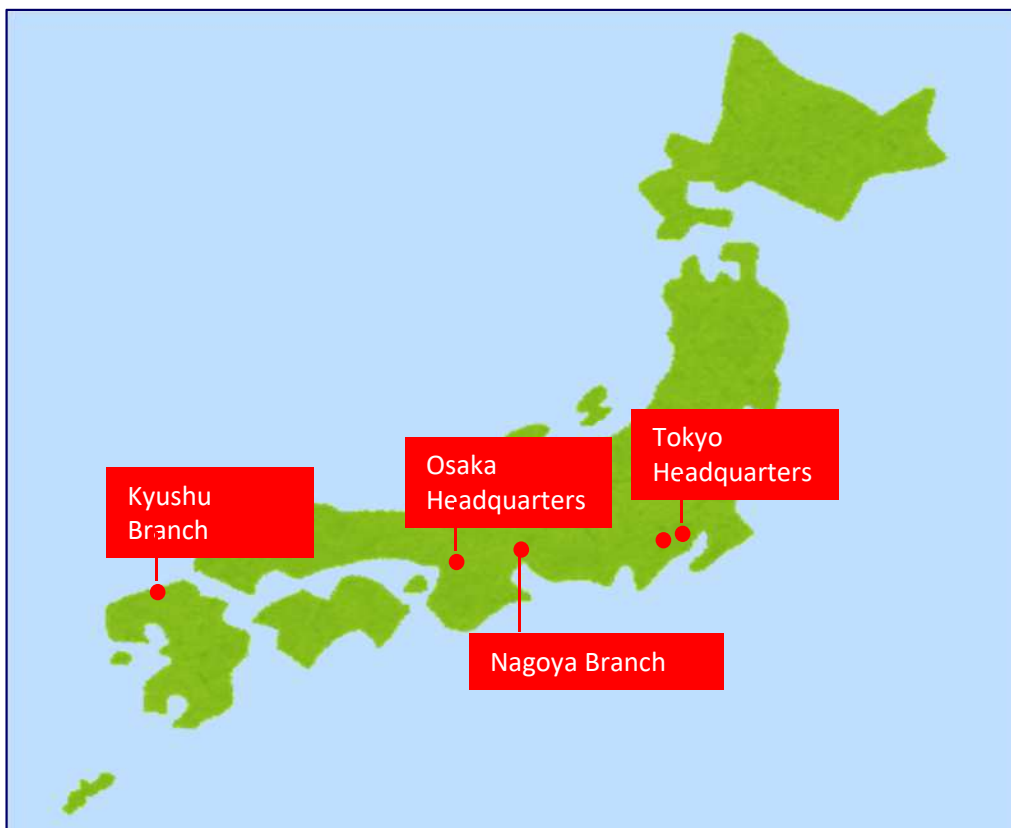 Tokyo
Headquarters
Osaka
Headquarters
Kyushu
Branch
Nagoya Branch